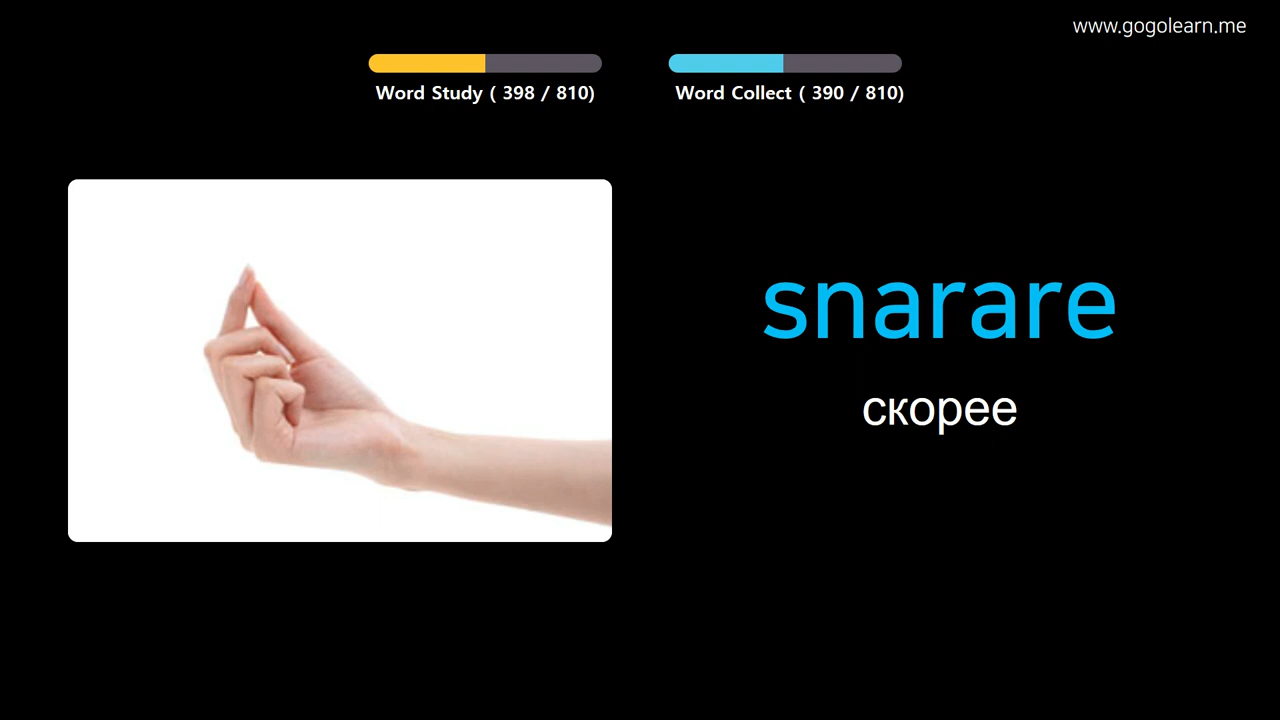 www.gogolearn.me
Word Study ( 398 / 810)
Word Collect ( 390 / 810)
snarare
скорее